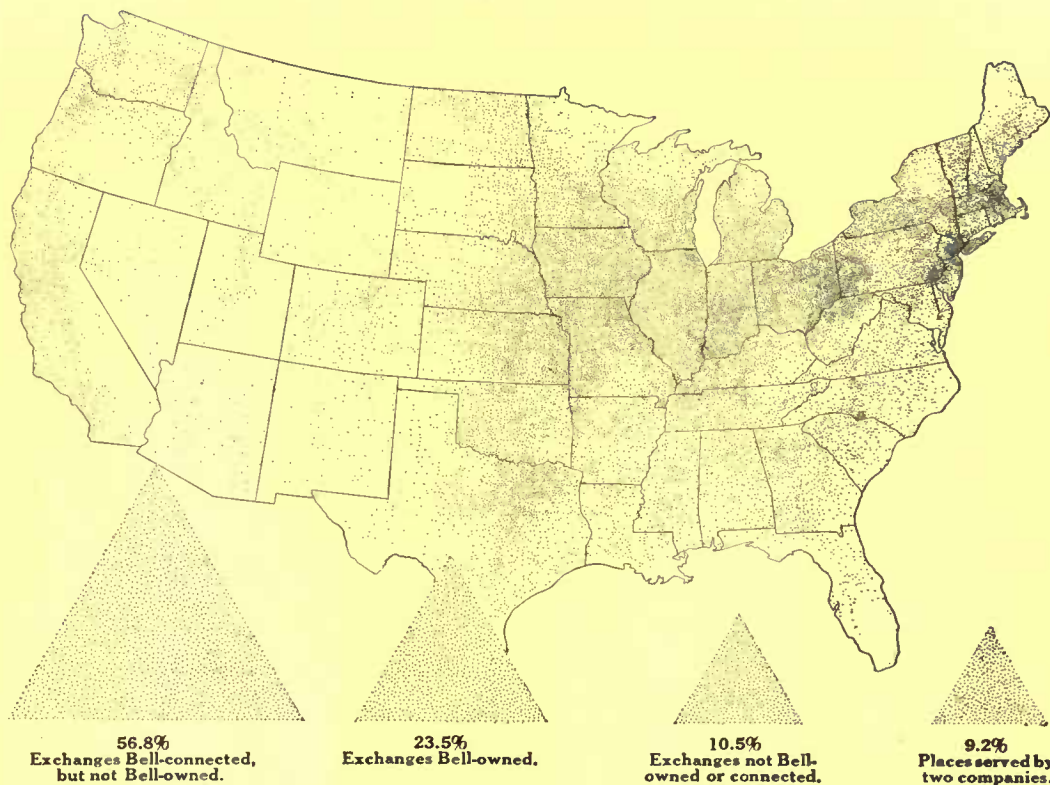 56.8%
Exchanges Bell-connected,
but not Bell-owned.
23.5%
Exchanges Bell-owned.
10.5%
Exchanges not Bell-
owned or connected.
9.2%
Places served by
two companies.